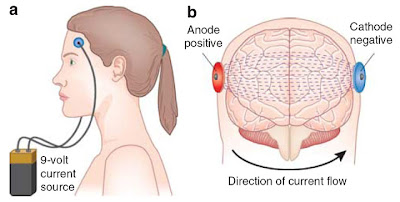 a
9-volt
current
source
b
Anode
positive
Cathode
negative
Direction of current flow